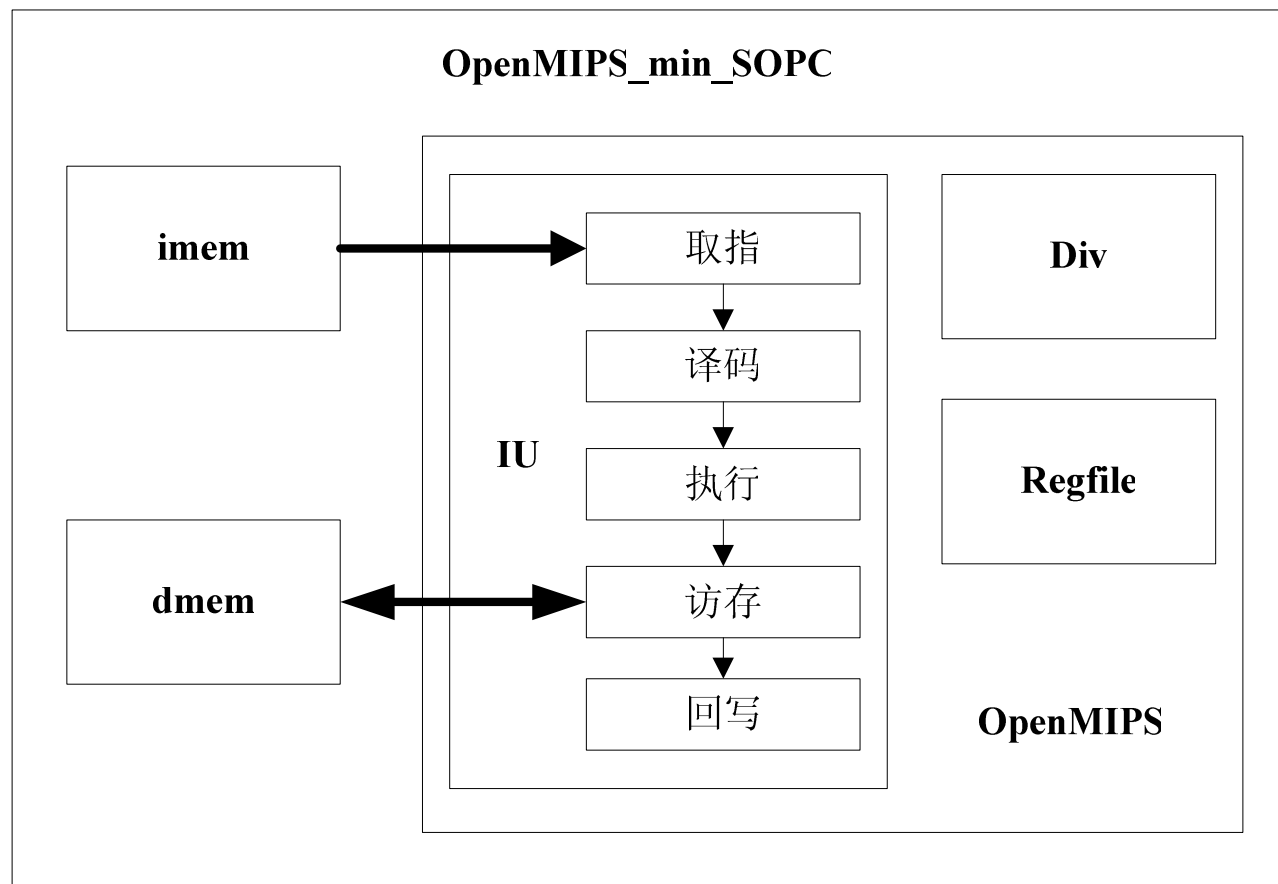 OpenMIPS_min_SOPC
imem
取指
Div
译码
IU
执行
Regfile
dmem
访存
回写
OpenMIPS